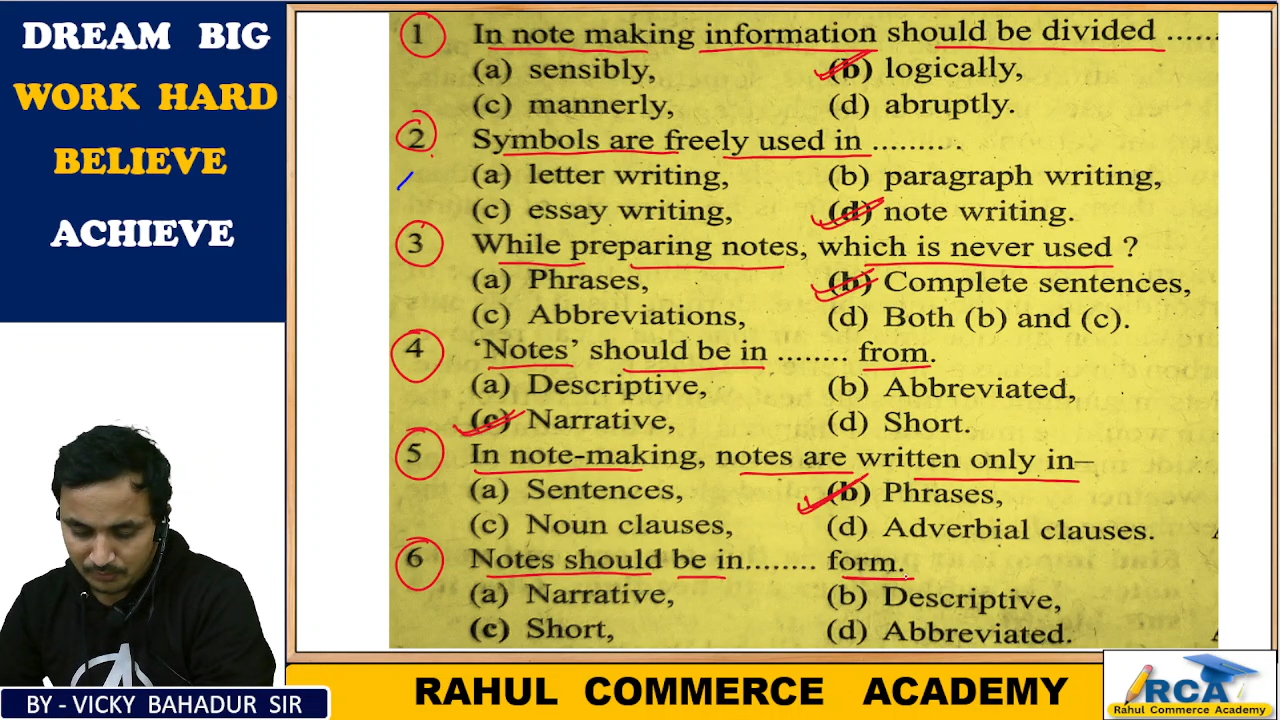 DREAM BIG
WORK HARD
BELIEVE
ACHIEVE
1 In note making information should be divided ......
(a) sensibly, (b) logically,
(c) mannerly, (d) abruptly.
2 Symbols are freely used in ..........
(a) letter writing, (b) paragraph writing,
(c) essay writing, (d) note writing.
3 While preparing notes, which is never used ?
(a) Phrases, (b) Complete sentences,
(c) Abbreviations, (d) Both (b) and (c).
4 ‘Notes’ should be in ........ from.
(a) Descriptive, (b) Abbreviated,
(c) Narrative, (d) Short.
5 In note-making, notes are written only in–
(a) Sentences, (b) Phrases,
(c) Noun clauses, (d) Adverbial clauses.
6 Notes should be in........ form.
(a) Narrative, (b) Descriptive,
(c) Short, (d) Abbreviated.
BY - VICKY BAHADUR SIR
RAHUL COMMERCE ACADEMY
RCA
Rahul Commerce Academy